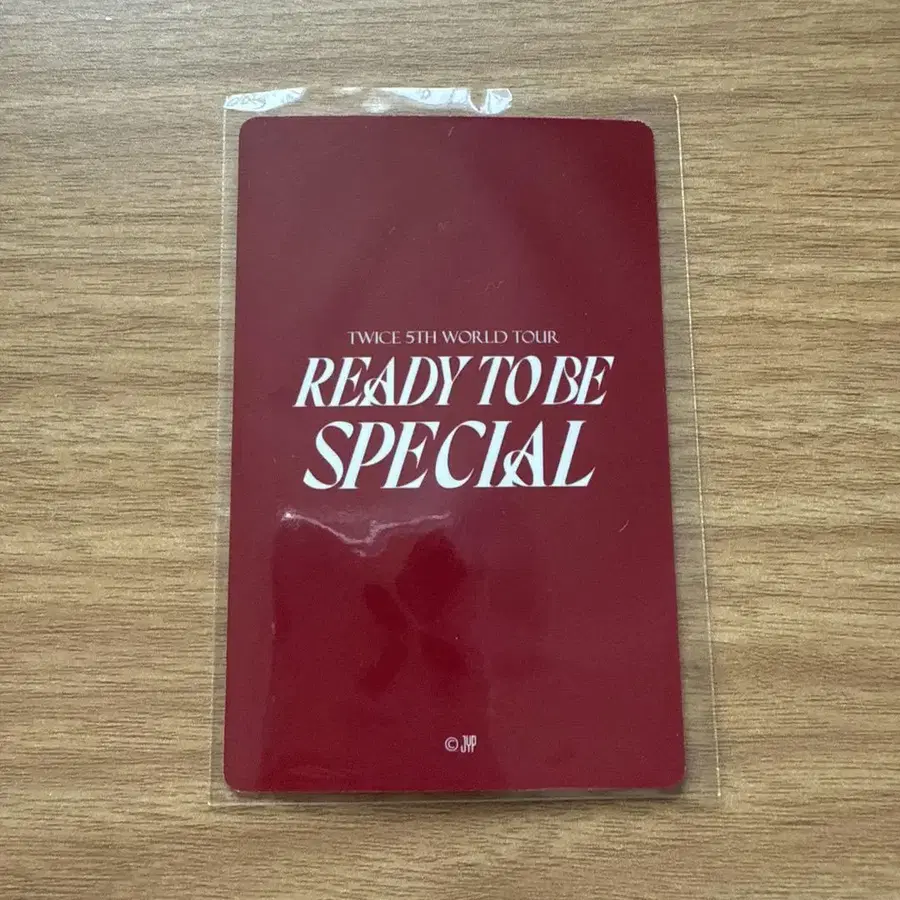 TWICE 5TH WORLD TOUR
READY TO BE
SPECIAL
© JYP